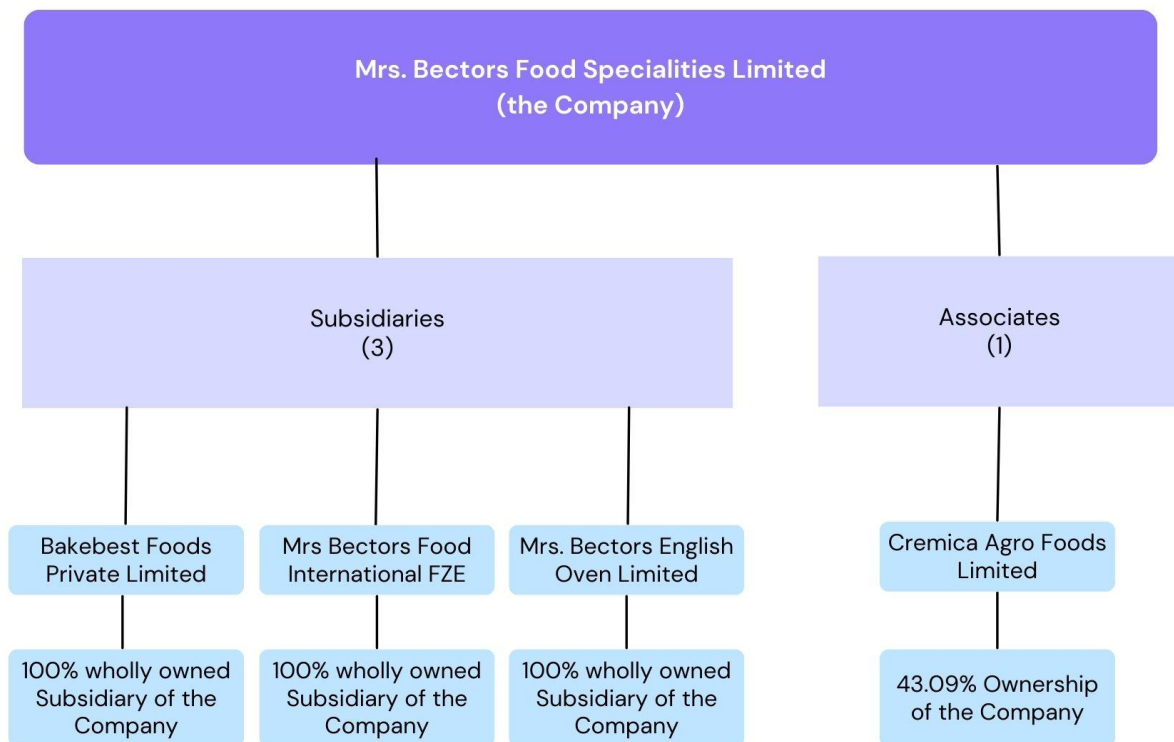 Mrs. Bectors Food Specialities Limited
(the Company)
Subsidiaries
(3)
Associates
(1)
Bakebest Foods
Private Limited
Mrs Bectors Food
International FZE
Mrs. Bectors English
Oven Limited
Cremica Agro Foods
Limited
100% wholly owned
Subsidiary of the
Company
100% wholly owned
Subsidiary of the
Company
100% wholly owned
Subsidiary of the
Company
43.09% Ownership
of the Company